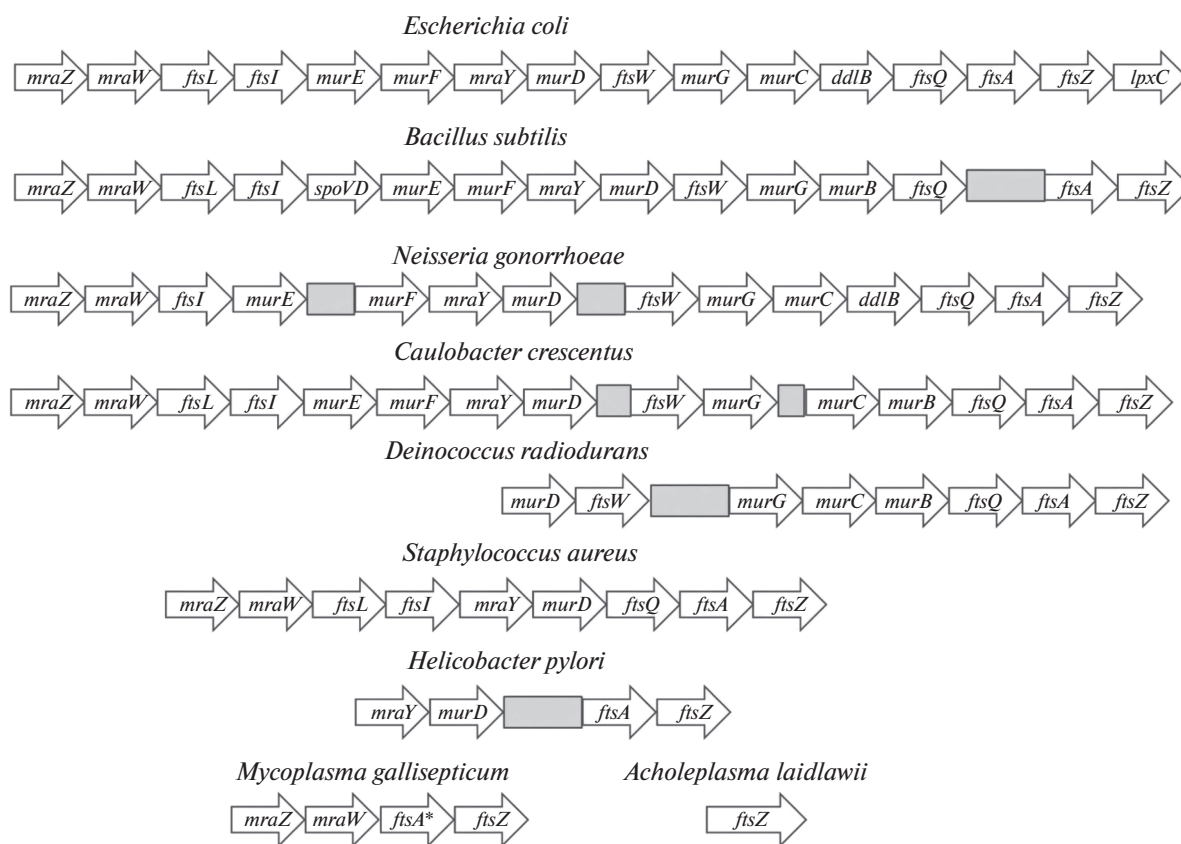 Escherichia coli
mraZ mraW ftsL ftsI murE murF mraY murD ftsW murG murC ddlB ftsQ ftsA ftsZ lpxC
Bacillus subtilis
mraZ mraW ftsL ftsI spoVD murE murF mraY murD ftsW murG murB ftsQ ftsA ftsZ
Neisseria gonorrhoeae
mraZ mraW ftsI murE murF mraY murD ftsW murG murC ddlB ftsQ ftsA ftsZ
Caulobacter crescentus
mraZ mraW ftsL ftsI murE murF mraY murD ftsW murG murC murB ftsQ ftsA ftsZ
Deinococcus radiodurans
murD ftsW murG murC murB ftsQ ftsA ftsZ
Staphylococcus aureus
mraZ mraW ftsL ftsI mraY murD ftsQ ftsA ftsZ
Helicobacter pylori
mraY murD ftsA ftsZ
Mycoplasma gallisepticum Acholeplasma laidlawii
mraZ mraW ftsA* ftsZ ftsZ